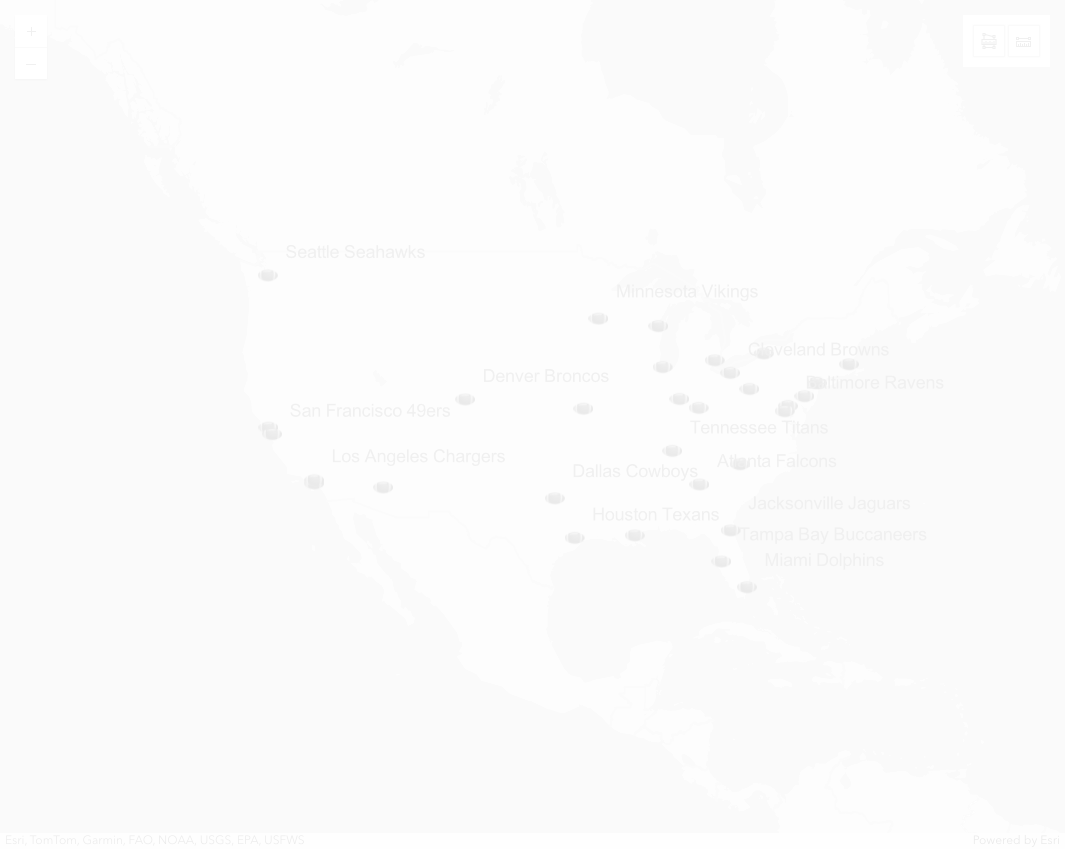 +
−
Seattle Seahawks
Minnesota Vikings
Cleveland Browns
Denver Broncos
Baltimore Ravens
San Francisco 49ers
Tennessee Titans
Los Angeles Chargers
Atlanta Falcons
Dallas Cowboys
Jacksonville Jaguars
Houston Texans
Tampa Bay Buccaneers
Miami Dolphins
Esri, TomTom, Garmin, FAO, NOAA, USGS, EPA, USFWS
Powered by Esri